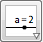 a = 2